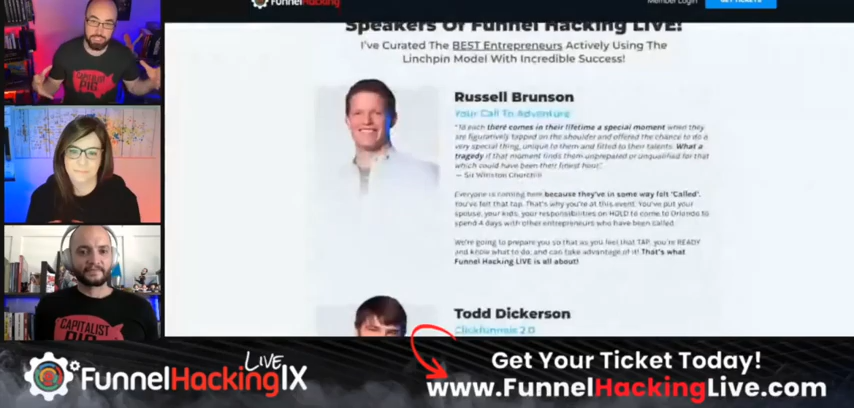 FunnelHacking
Member Login
GET TICKETS
Speakers Of Funnel Hacking LIVE!
I've Curated The BEST Entrepreneurs Actively Using The
Linchpin Model With Incredible Success!
Russell Brunson
Your Call To Adventure
"To each there comes in their lifetime a special moment when they
are figuratively tapped on the shoulder and offered the chance to do a
very special thing, unique to them and fitted to their talents. What a
tragedy if that moment finds them unprepared or unqualified for that
which could have been their finest hour."
— Sir Winston Churchill
Everyone is coming here because they've in some way felt "Called".
You've felt that tap. That's why you're at this event. You've put your
spouse, your kids, your responsibilities on HOLD to come to Orlando to
spend 4 days with other entrepreneurs who have been called.
We're going to prepare you so that as you feel that TAP, you're READY
and know what to do, and can take advantage of it! That's what
Funnel Hacking LIVE is all about!
Todd Dickerson
Clickfunnels 2.0
CAPITALIST
PIG
CAPITALIST
PIG
FunnelHacking LIVE IX
Get Your Ticket Today!
www.FunnelHackingLive.com